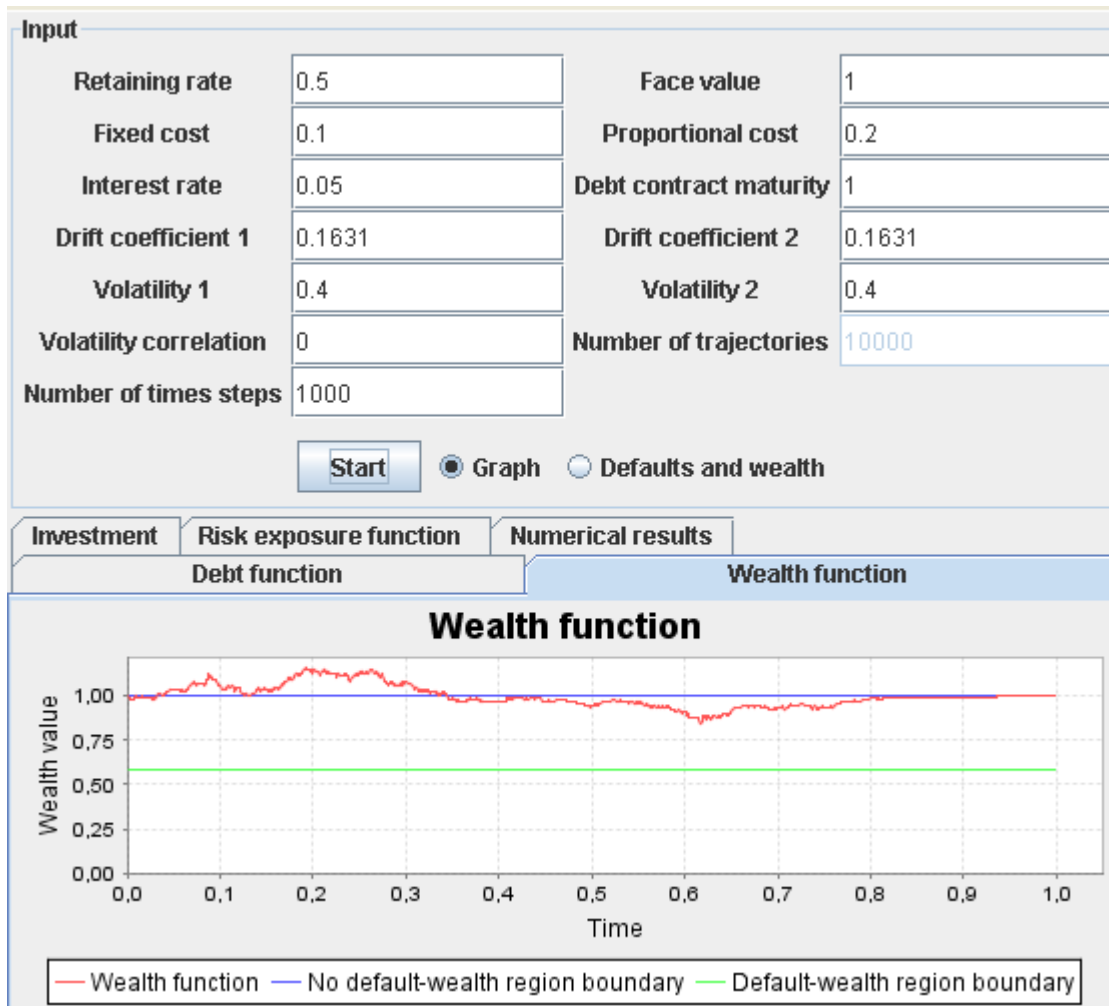 Input
Retaining rate 0.5 Face value 1
Fixed cost 0.1 Proportional cost 0.2
Interest rate 0.05 Debt contract maturity 1
Drift coefficient 1 0.1631 Drift coefficient 2 0.1631
Volatility 1 0.4 Volatility 2 0.4
Volatility correlation 0 Number of trajectories 10000
Number of times steps 1000
Start Graph Defaults and wealth
Investment Risk exposure function Numerical results
Debt function Wealth function
Wealth function
Wealth value
1,00
0,75
0,50
0,25
0,00
0,0 0,1 0,2 0,3 0,4 0,5 0,6 0,7 0,8 0,9 1,0
Time
Wealth function No default-wealth region boundary Default-wealth region boundary